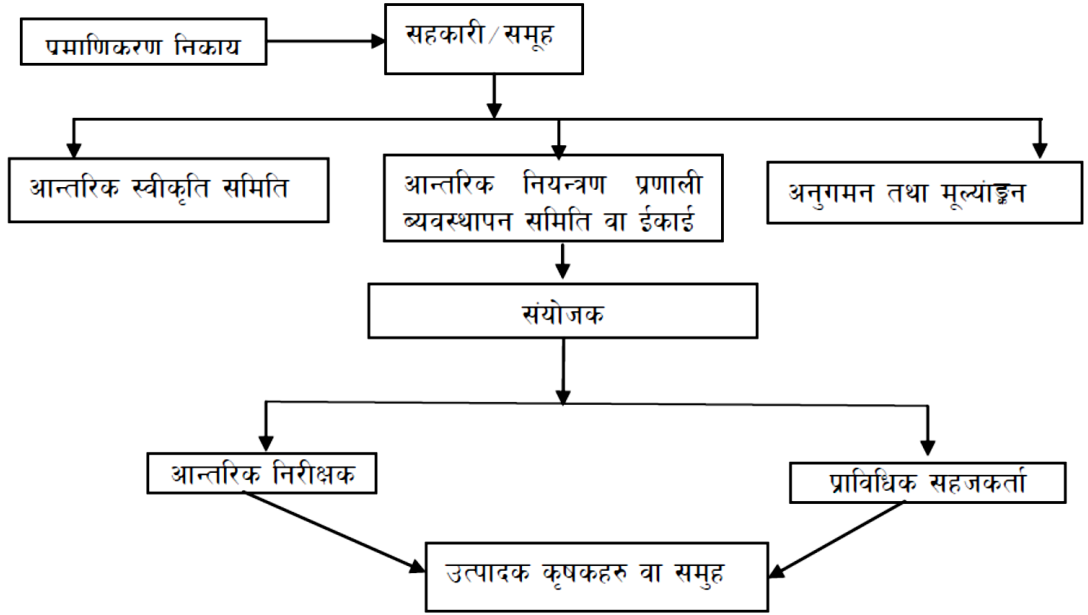 प्रमाणिकरण निकाय
सहकारी/समूह
आन्तरिक स्वीकृति समिति
आन्तरिक नियन्त्रण प्रणाली
ब्यवस्थापन समिति वा ईकाई
अनुगमन तथा मूल्यांङ्कन
संयोजक
आन्तरिक निरीक्षक
प्राविधिक सहजकर्ता
उत्पादक कृषकहरु वा समुह